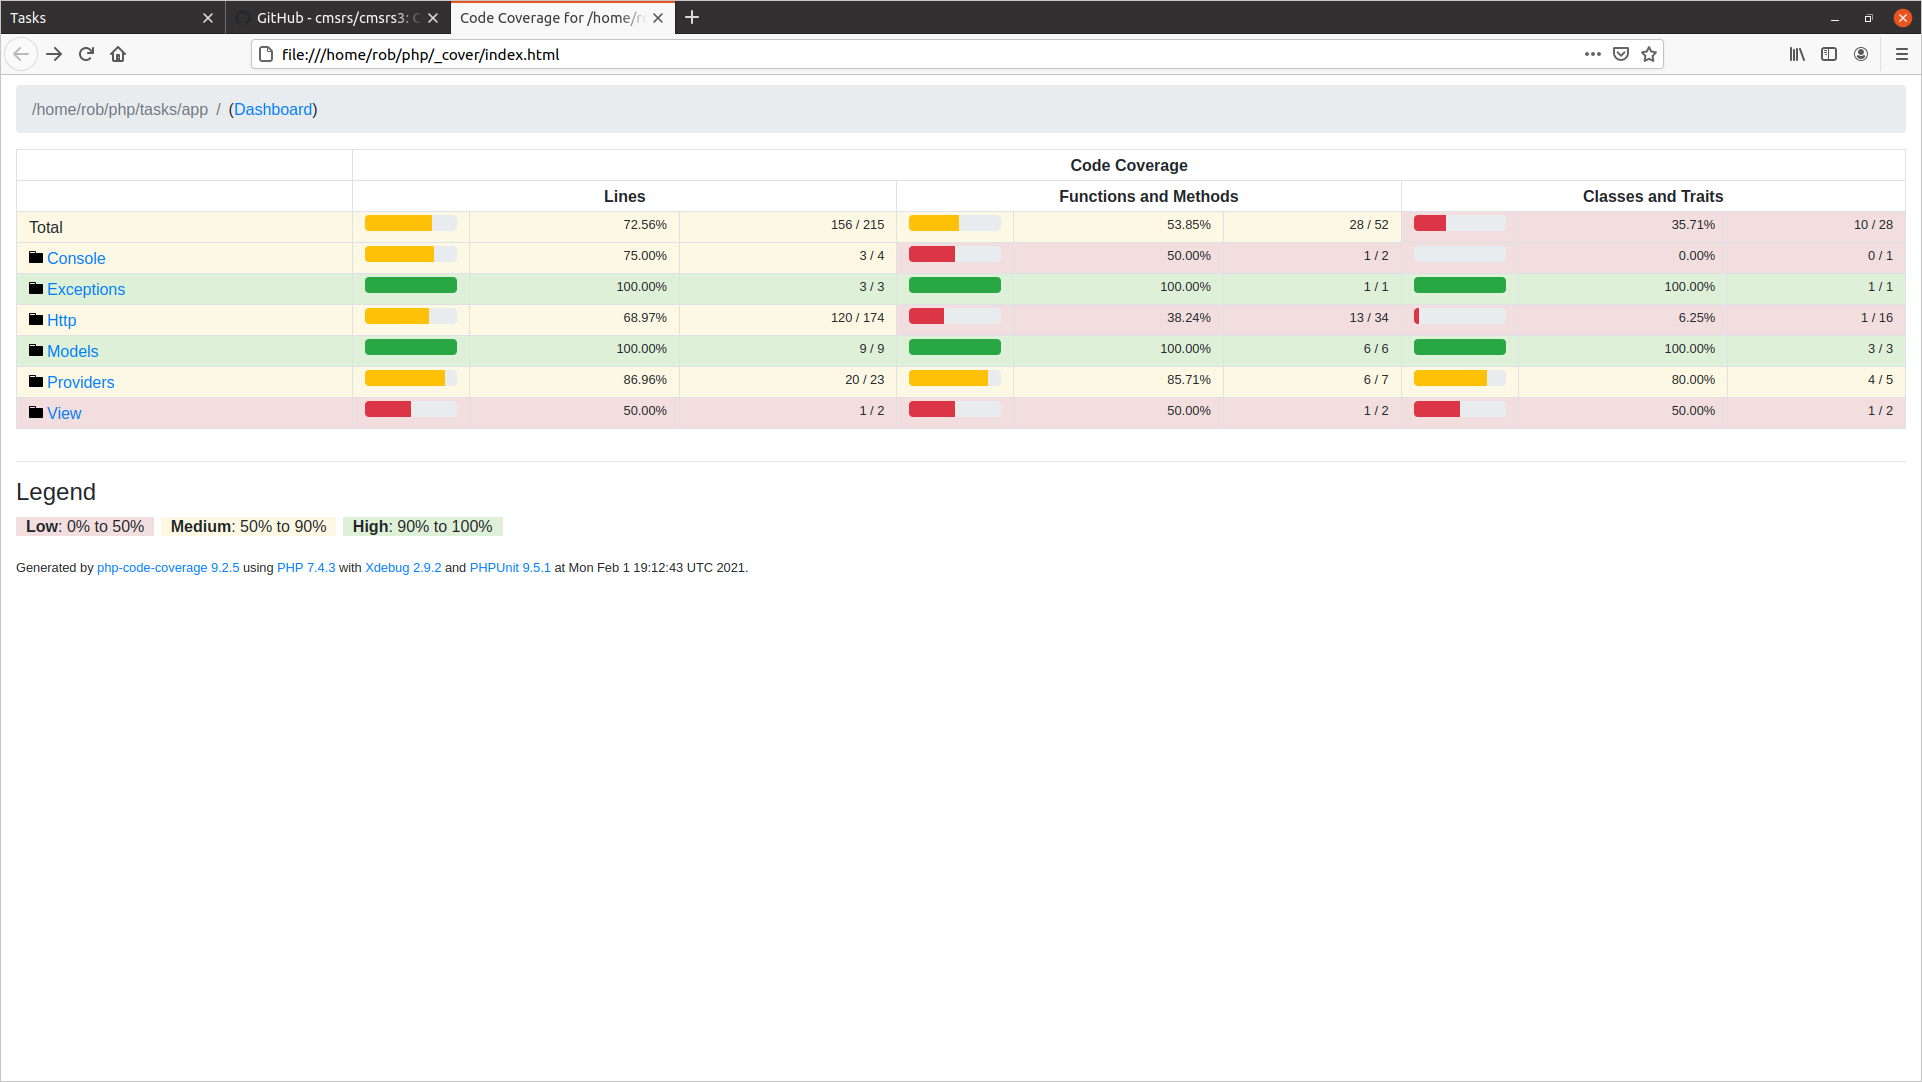 Tasks
GitHub - cmsrs/cmsrs3: C
Code Coverage for /home/ro
file:///home/rob/php/_cover/index.html
/home/rob/php/tasks/app / (Dashboard)
Code Coverage
Lines Functions and Methods Classes and Traits
Total 72.56% 156 / 215 53.85% 28 / 52 35.71% 10 / 28
Console 75.00% 3 / 4 50.00% 1 / 2 0.00% 0 / 1
Exceptions 100.00% 3 / 3 100.00% 1 / 1 100.00% 1 / 1
Http 68.97% 120 / 174 38.24% 13 / 34 6.25% 1 / 16
Models 100.00% 9 / 9 100.00% 6 / 6 100.00% 3 / 3
Providers 86.96% 20 / 23 85.71% 6 / 7 80.00% 4 / 5
View 50.00% 1 / 2 50.00% 1 / 2 50.00% 1 / 2
Legend
Low: 0% to 50% Medium: 50% to 90% High: 90% to 100%
Generated by php-code-coverage 9.2.5 using PHP 7.4.3 with Xdebug 2.9.2 and PHPUnit 9.5.1 at Mon Feb 1 19:12:43 UTC 2021.